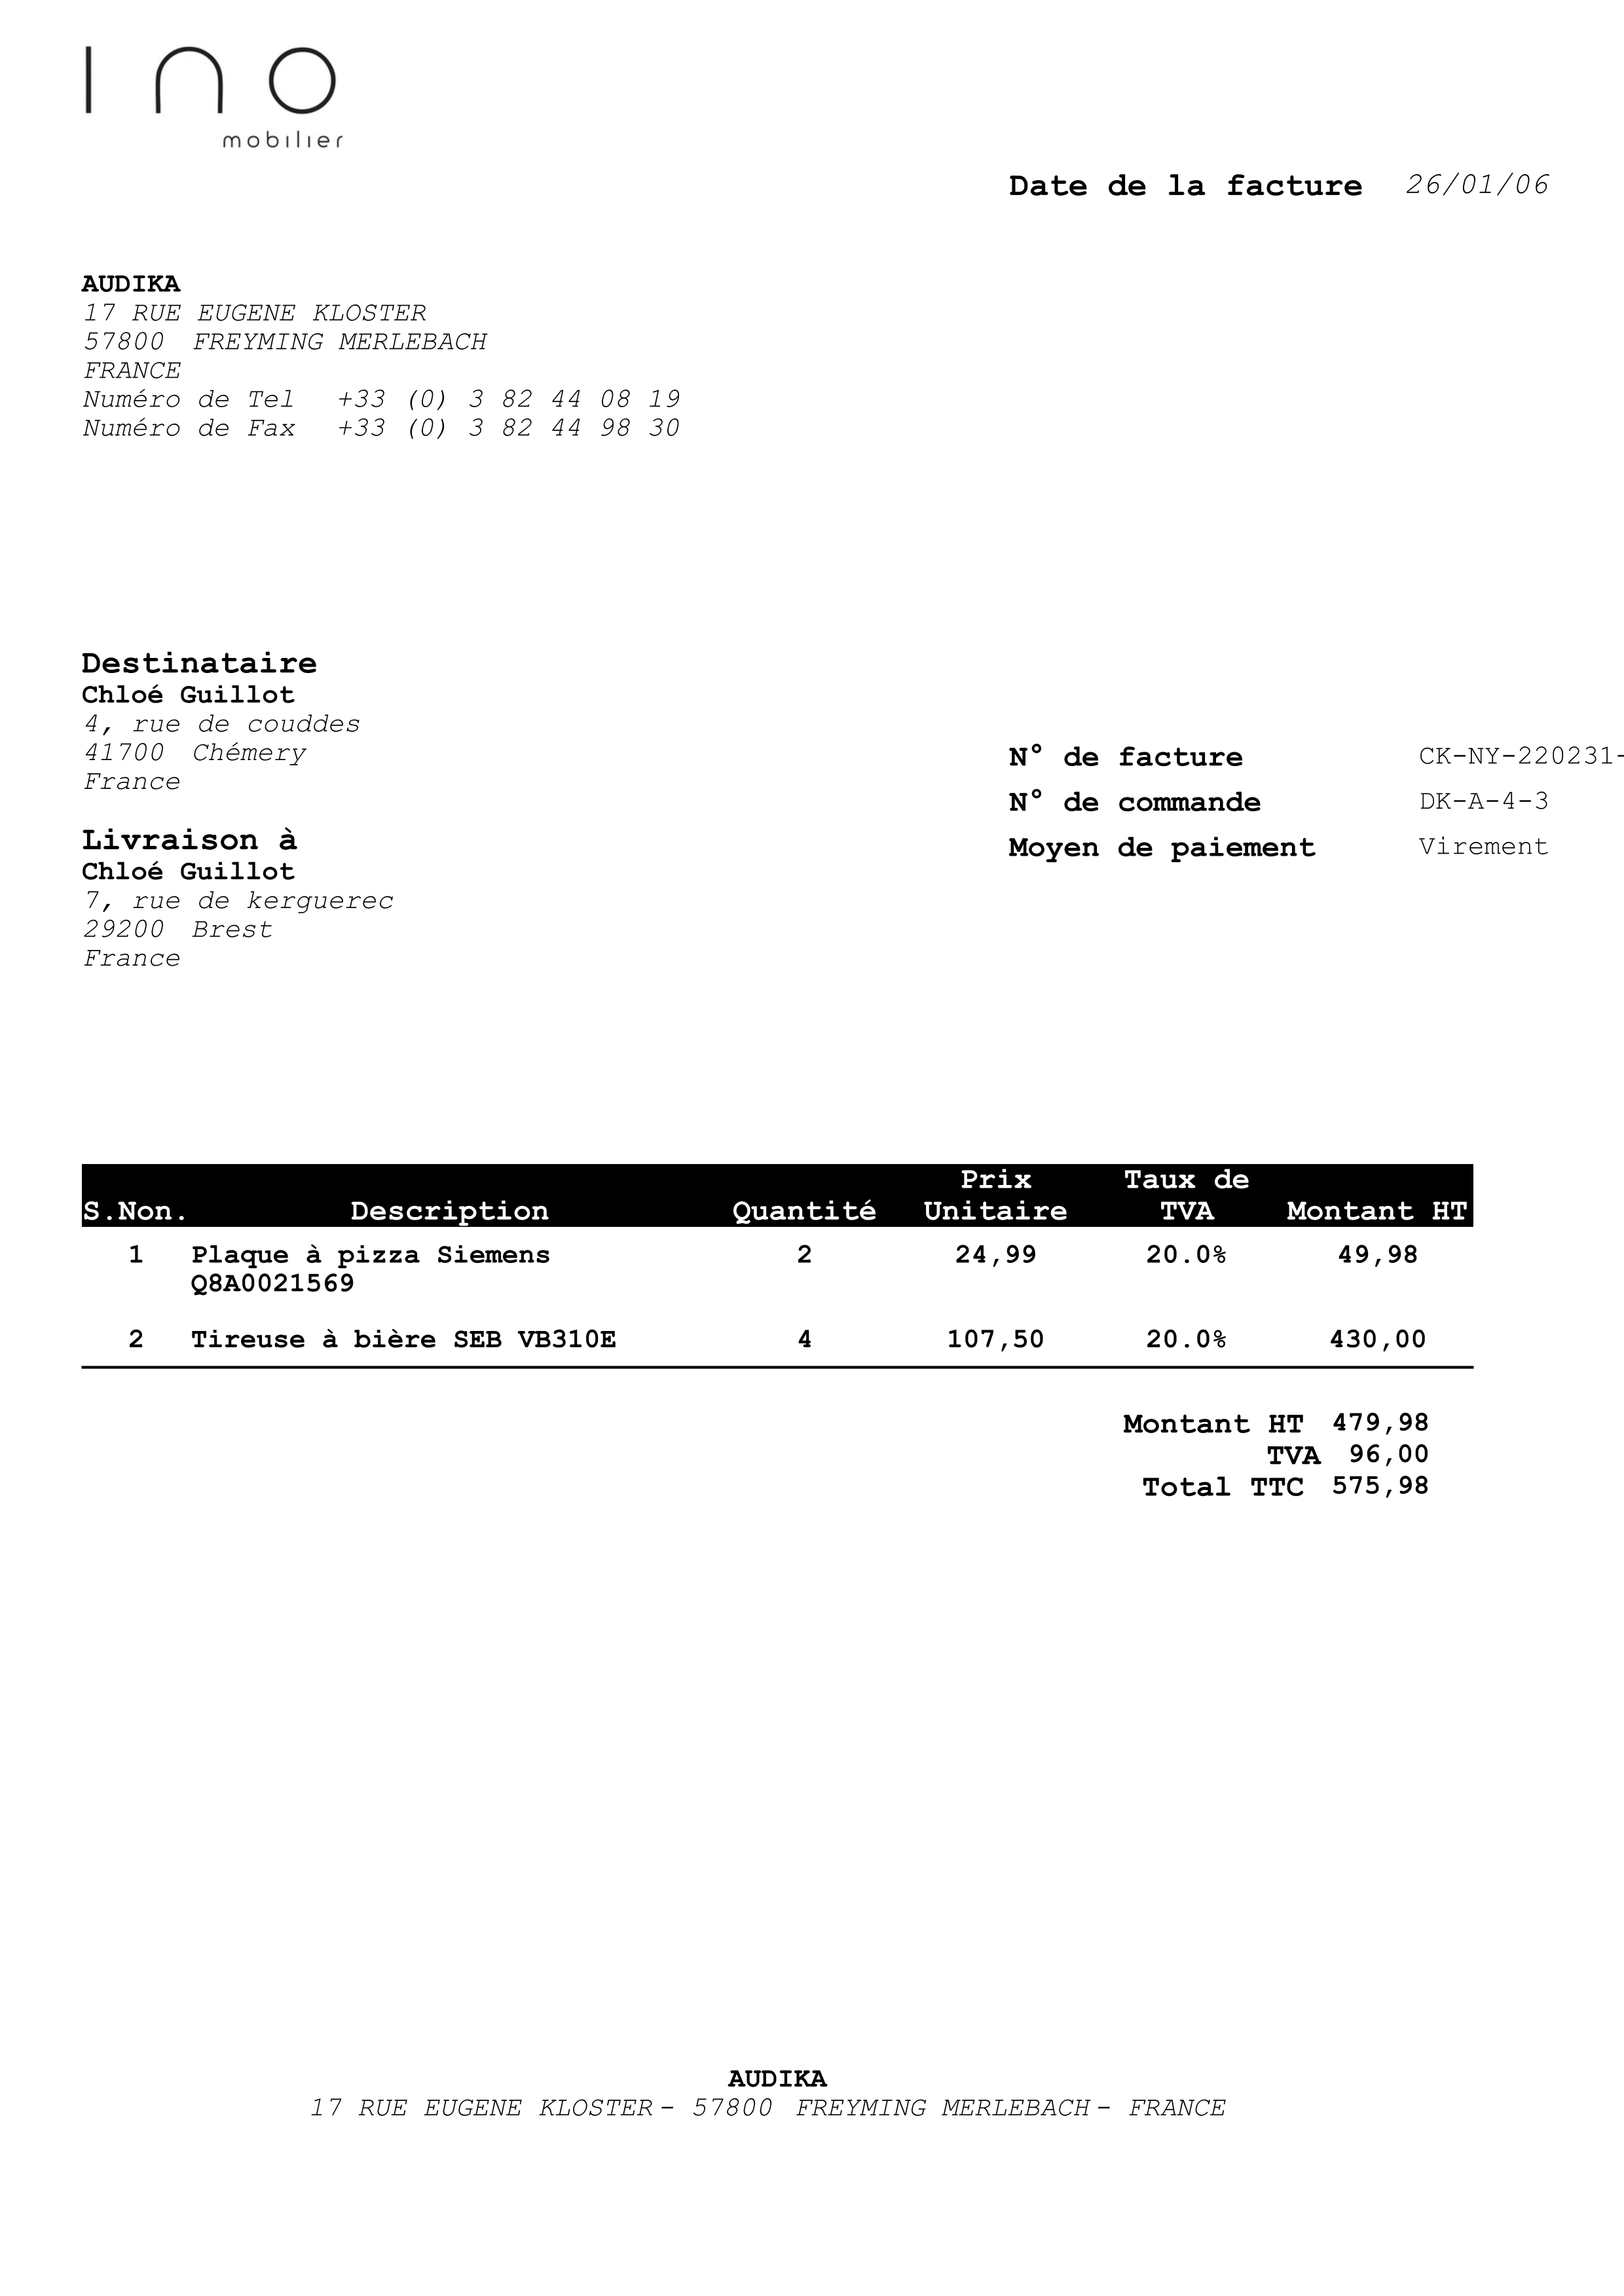 Ino
mobilier
Date de la facture 26/01/06
AUDIKA
17 RUE EUGENE KLOSTER
57800 FREYMING MERLEBACH
FRANCE
Numéro de Tel +33 (0) 3 82 44 08 19
Numéro de Fax +33 (0) 3 82 44 98 30
Destinataire
Chloé Guillot
4, rue de couddes
41700 Chémery
France
N° de facture CK-NY-220231-
N° de commande DK-A-4-3
Moyen de paiement Virement
Livraison à
Chloé Guillot
7, rue de kerguerec
29200 Brest
France
Prix Taux de
S.Non. Description Quantité Unitaire TVA Montant HT
1 Plaque à pizza Siemens 2 24,99 20.0% 49,98
Q8A0021569
2 Tireuse à bière SEB VB310E 4 107,50 20.0% 430,00
Montant HT 479,98
TVA 96,00
Total TTC 575,98
AUDIKA
17 RUE EUGENE KLOSTER - 57800 FREYMING MERLEBACH - FRANCE